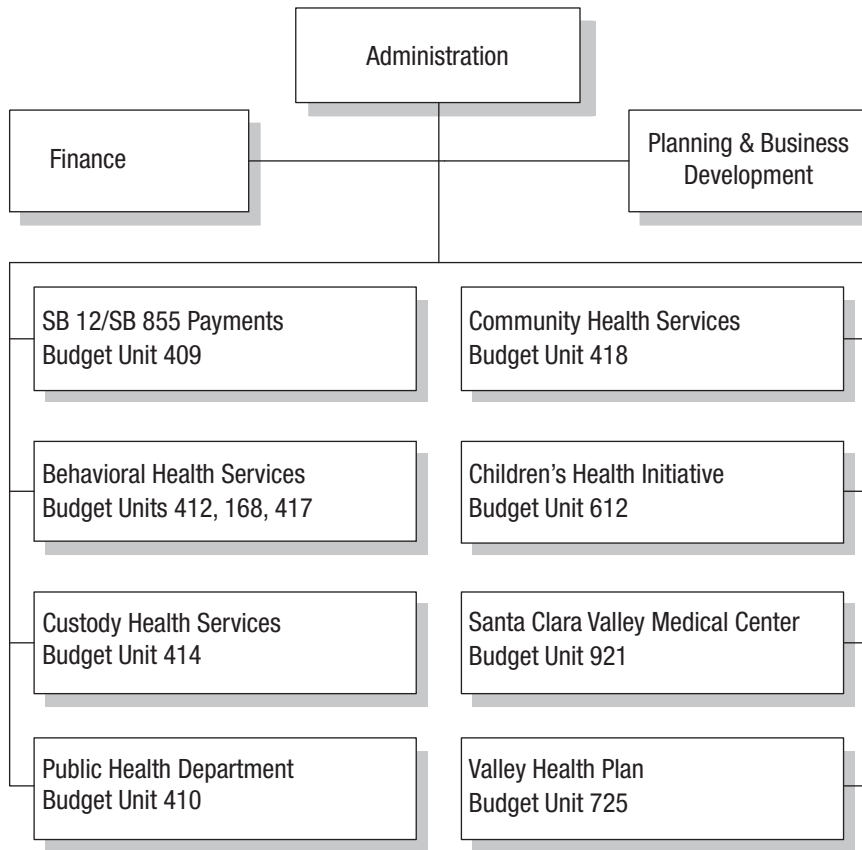 Administration
Finance
Planning & Business
Development
SB 12/SB 855 Payments
Budget Unit 409
Community Health Services
Budget Unit 418
Behavioral Health Services
Budget Units 412, 168, 417
Children’s Health Initiative
Budget Unit 612
Custody Health Services
Budget Unit 414
Santa Clara Valley Medical Center
Budget Unit 921
Public Health Department
Budget Unit 410
Valley Health Plan
Budget Unit 725